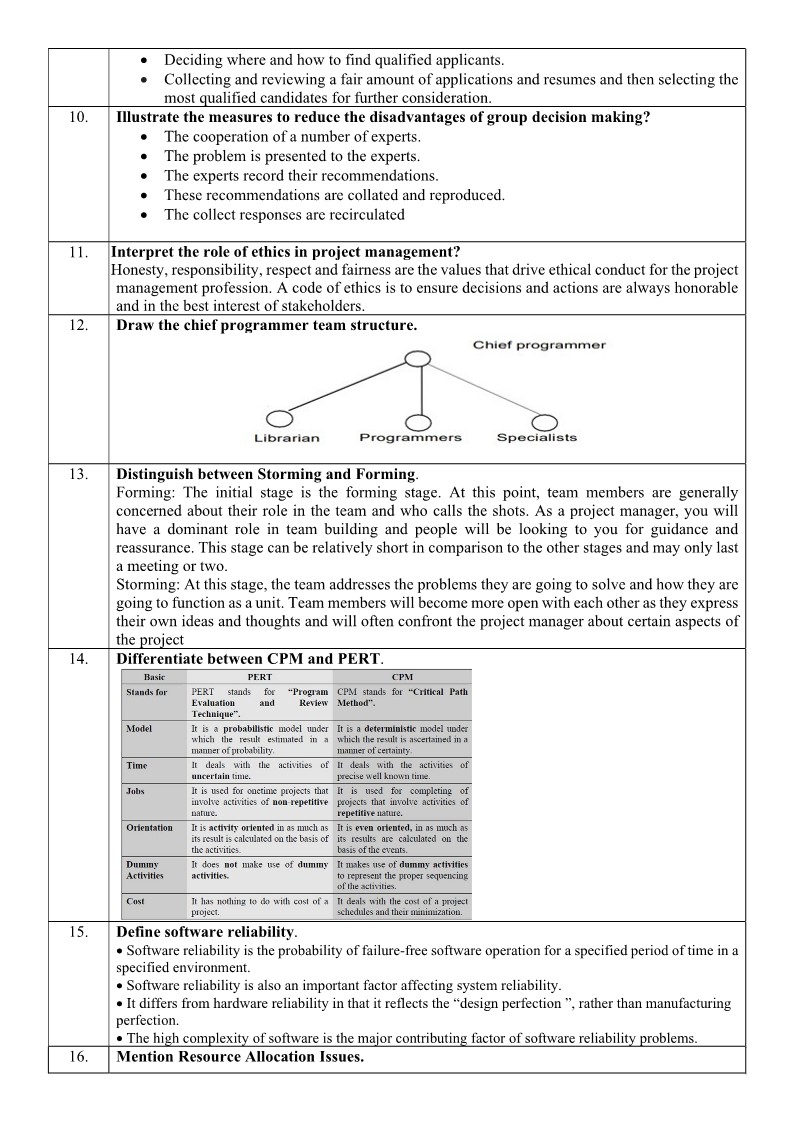 • Deciding where and how to find qualified applicants.
• Collecting and reviewing a fair amount of applications and resumes and then selecting the
most qualified candidates for further consideration.
10. Illustrate the measures to reduce the disadvantages of group decision making?
• The cooperation of a number of experts.
• The problem is presented to the experts.
• The experts record their recommendations.
• These recommendations are collated and reproduced.
• The collect responses are recirculated
11. Interpret the role of ethics in project management?
Honesty, responsibility, respect and fairness are the values that drive ethical conduct for the project
management profession. A code of ethics is to ensure decisions and actions are always honorable
and in the best interest of stakeholders.
12. Draw the chief programmer team structure.
Chief programmer
Librarian Programmers Specialists
13. Distinguish between Storming and Forming.
Forming: The initial stage is the forming stage. At this point, team members are generally
concerned about their role in the team and who calls the shots. As a project manager, you will
have a dominant role in team building and people will be looking to you for guidance and
reassurance. This stage can be relatively short in comparison to the other stages and may only last
a meeting or two.
Storming: At this stage, the team addresses the problems they are going to solve and how they are
going to function as a unit. Team members will become more open with each other as they express
their own ideas and thoughts and will often confront the project manager about certain aspects of
the project
14. Differentiate between CPM and PERT.
Basic PERT CPM
Stands for PERT stands for “Program CPM stands for “Critical Path
Evaluation and Review Method”.
Technique”.
Model It is a probabilistic model under It is a deterministic model under
which the result estimated in a which the result is ascertained in a
manner of probability. manner of certainty.
Time It deals with the activities of It deals with the activities of
uncertain time. precise well known time.
Jobs It is used for onetime projects that It is used for completing of
involve activities of non-repetitive projects that involve activities of
nature. repetitive nature.
Orientation It is activity oriented in as much as It is even oriented, in as much as
its result is calculated on the basis of its results are calculated on the
the activities. basis of the events.
Dummy It does not make use of dummy It makes use of dummy activities
Activities activities. to represent the proper sequencing
of the activities.
Cost It has nothing to do with cost of a It deals with the cost of a project
project. schedules and their minimization.
15. Define software reliability.
• Software reliability is the probability of failure-free software operation for a specified period of time in a
specified environment.
• Software reliability is also an important factor affecting system reliability.
• It differs from hardware reliability in that it reflects the “design perfection ”, rather than manufacturing
perfection.
• The high complexity of software is the major contributing factor of software reliability problems.
16. Mention Resource Allocation Issues.